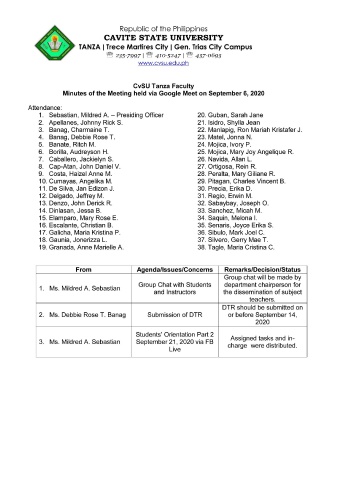 Republic of the Philippines
CAVITE STATE UNIVERSITY
TANZA | Trece Martires City | Gen. Trias City Campus
☏ 235-7997 | ☏ 410-5247 | ☏ 437-0693
www.cvsu.edu.ph
CvSU Tanza Faculty
Minutes of the Meeting held via Google Meet on September 6, 2020
Attendance:
1. Sebastian, Mildred A. – Presiding Officer
2. Apellanes, Johnny Rick S.
3. Banag, Charmaine T.
4. Banag, Debbie Rose T.
5. Banate, Ritch M.
6. Borilla, Audreyson H.
7. Caballero, Jackielyn S.
8. Cap-Atan, John Daniel V.
9. Costa, Haizel Anne M.
10. Cumayas, Angelika M.
11. De Silva, Jan Edizon J.
12. Delgado, Jeffrey M.
13. Denzo, John Derick R.
14. Dinlasan, Jessa B.
15. Elamparo, Mary Rose E.
16. Escalante, Christian B.
17. Galicha, Maria Kristina P.
18. Gaunia, Jonerizza L.
19. Granada, Anne Marielle A.
20. Guban, Sarah Jane
21. Isidro, Shylla Jean
22. Manlapig, Ron Mariah Kristafer J.
23. Matel, Jonna N.
24. Mojica, Ivory P.
25. Mojica, Mary Joy Angelique R.
26. Navida, Allan L.
27. Ortigosa, Rein R.
28. Peralta, Mary Giliane R.
29. Pitagan, Charles Vincent B.
30. Precia, Erika D.
31. Regio, Erwin M.
32. Sabaybay, Joseph O.
33. Sanchez, Micah M.
34. Saquin, Melona I.
35. Senaris, Joyce Erika S.
36. Sibulo, Mark Joel C.
37. Silvero, Gerry Mae T.
38. Tagle, Maria Cristina C.
From Agenda/Issues/Concerns Remarks/Decision/Status
1. Ms. Mildred A. Sebastian
Group Chat with Students
and Instructors
Group chat will be made by
department chairperson for
the dissemination of subject
teachers.
2. Ms. Debbie Rose T. Banag
Submission of DTR
DTR should be submitted on
or before September 14,
2020
3. Ms. Mildred A. Sebastian
Students' Orientation Part 2
September 21, 2020 via FB
Live
Assigned tasks and in-
charge were distributed.